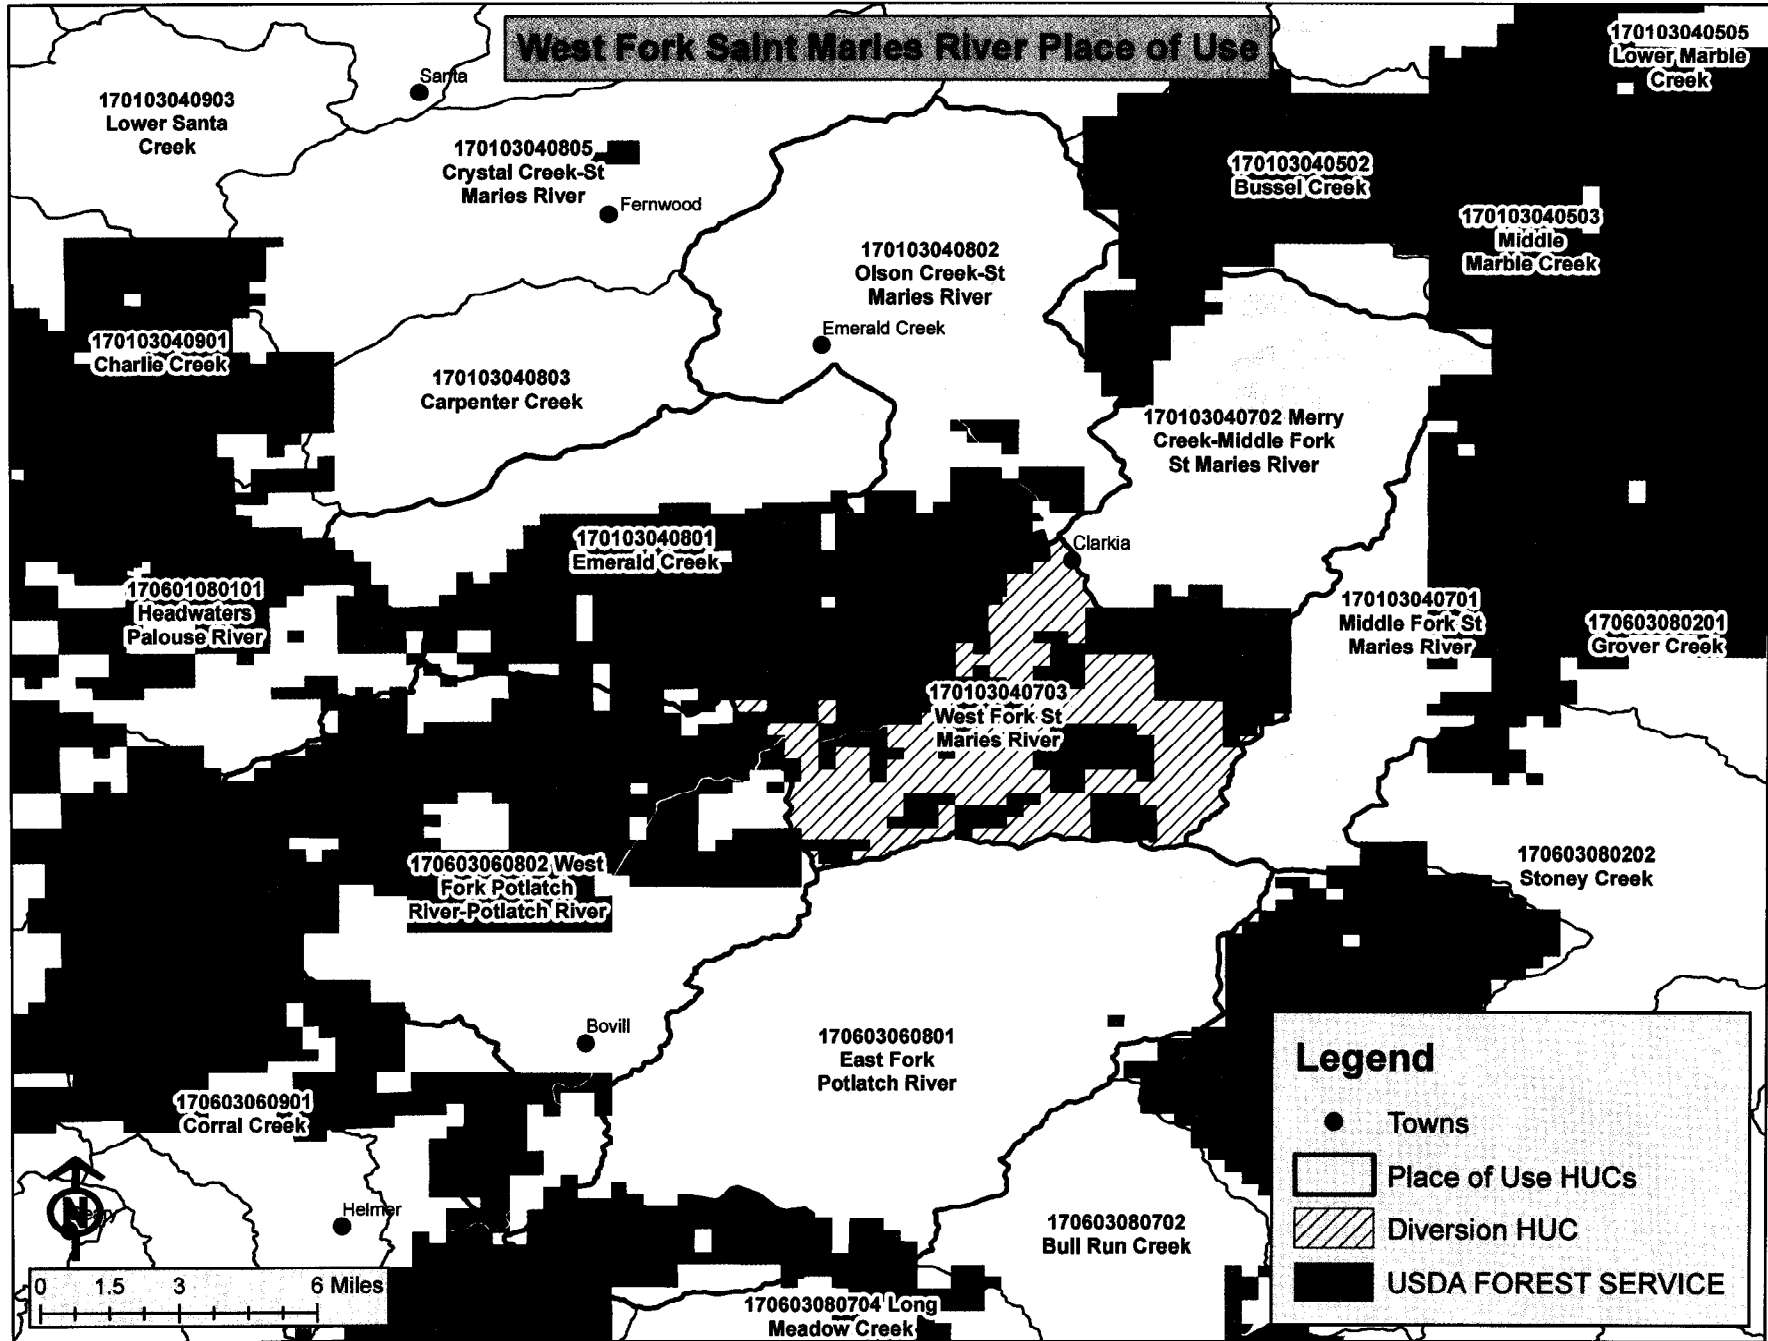 West Fork Saint Maries River Place of Use
170103040505
Lower Marble
Creek
Santa
170103040903
Lower Santa
Creek
170103040805
Crystal Creek-St
Maries River
Fernwood
170103040502
Bussel Creek
170103040503
Middle
Marble Creek
170103040802
Olson Creek-St
Maries River
Emerald Creek
170103040901
Charlie Creek
170103040803
Carpenter Creek
170103040702 Merry
Creek-Middle Fork
St Maries River
170103040801
Emerald Creek
Clarkia
170601080101
Headwaters
Palouse River
170103040701
Middle Fork St
Maries River
170603080201
Grover Creek
170103040703
West Fork St
Maries River
170603060802 West
Fork Potlatch
River-Potlatch River
170603080202
Stoney Creek
Bovill
170603060801
East Fork
Potlatch River
170603060901
Corral Creek
Helmer
N
170603080702
Bull Run Creek
170603080704 Long
Meadow Creek
0 1.5 3 6 Miles
Legend
Towns
Place of Use HUCs
Diversion HUC
USDA FOREST SERVICE